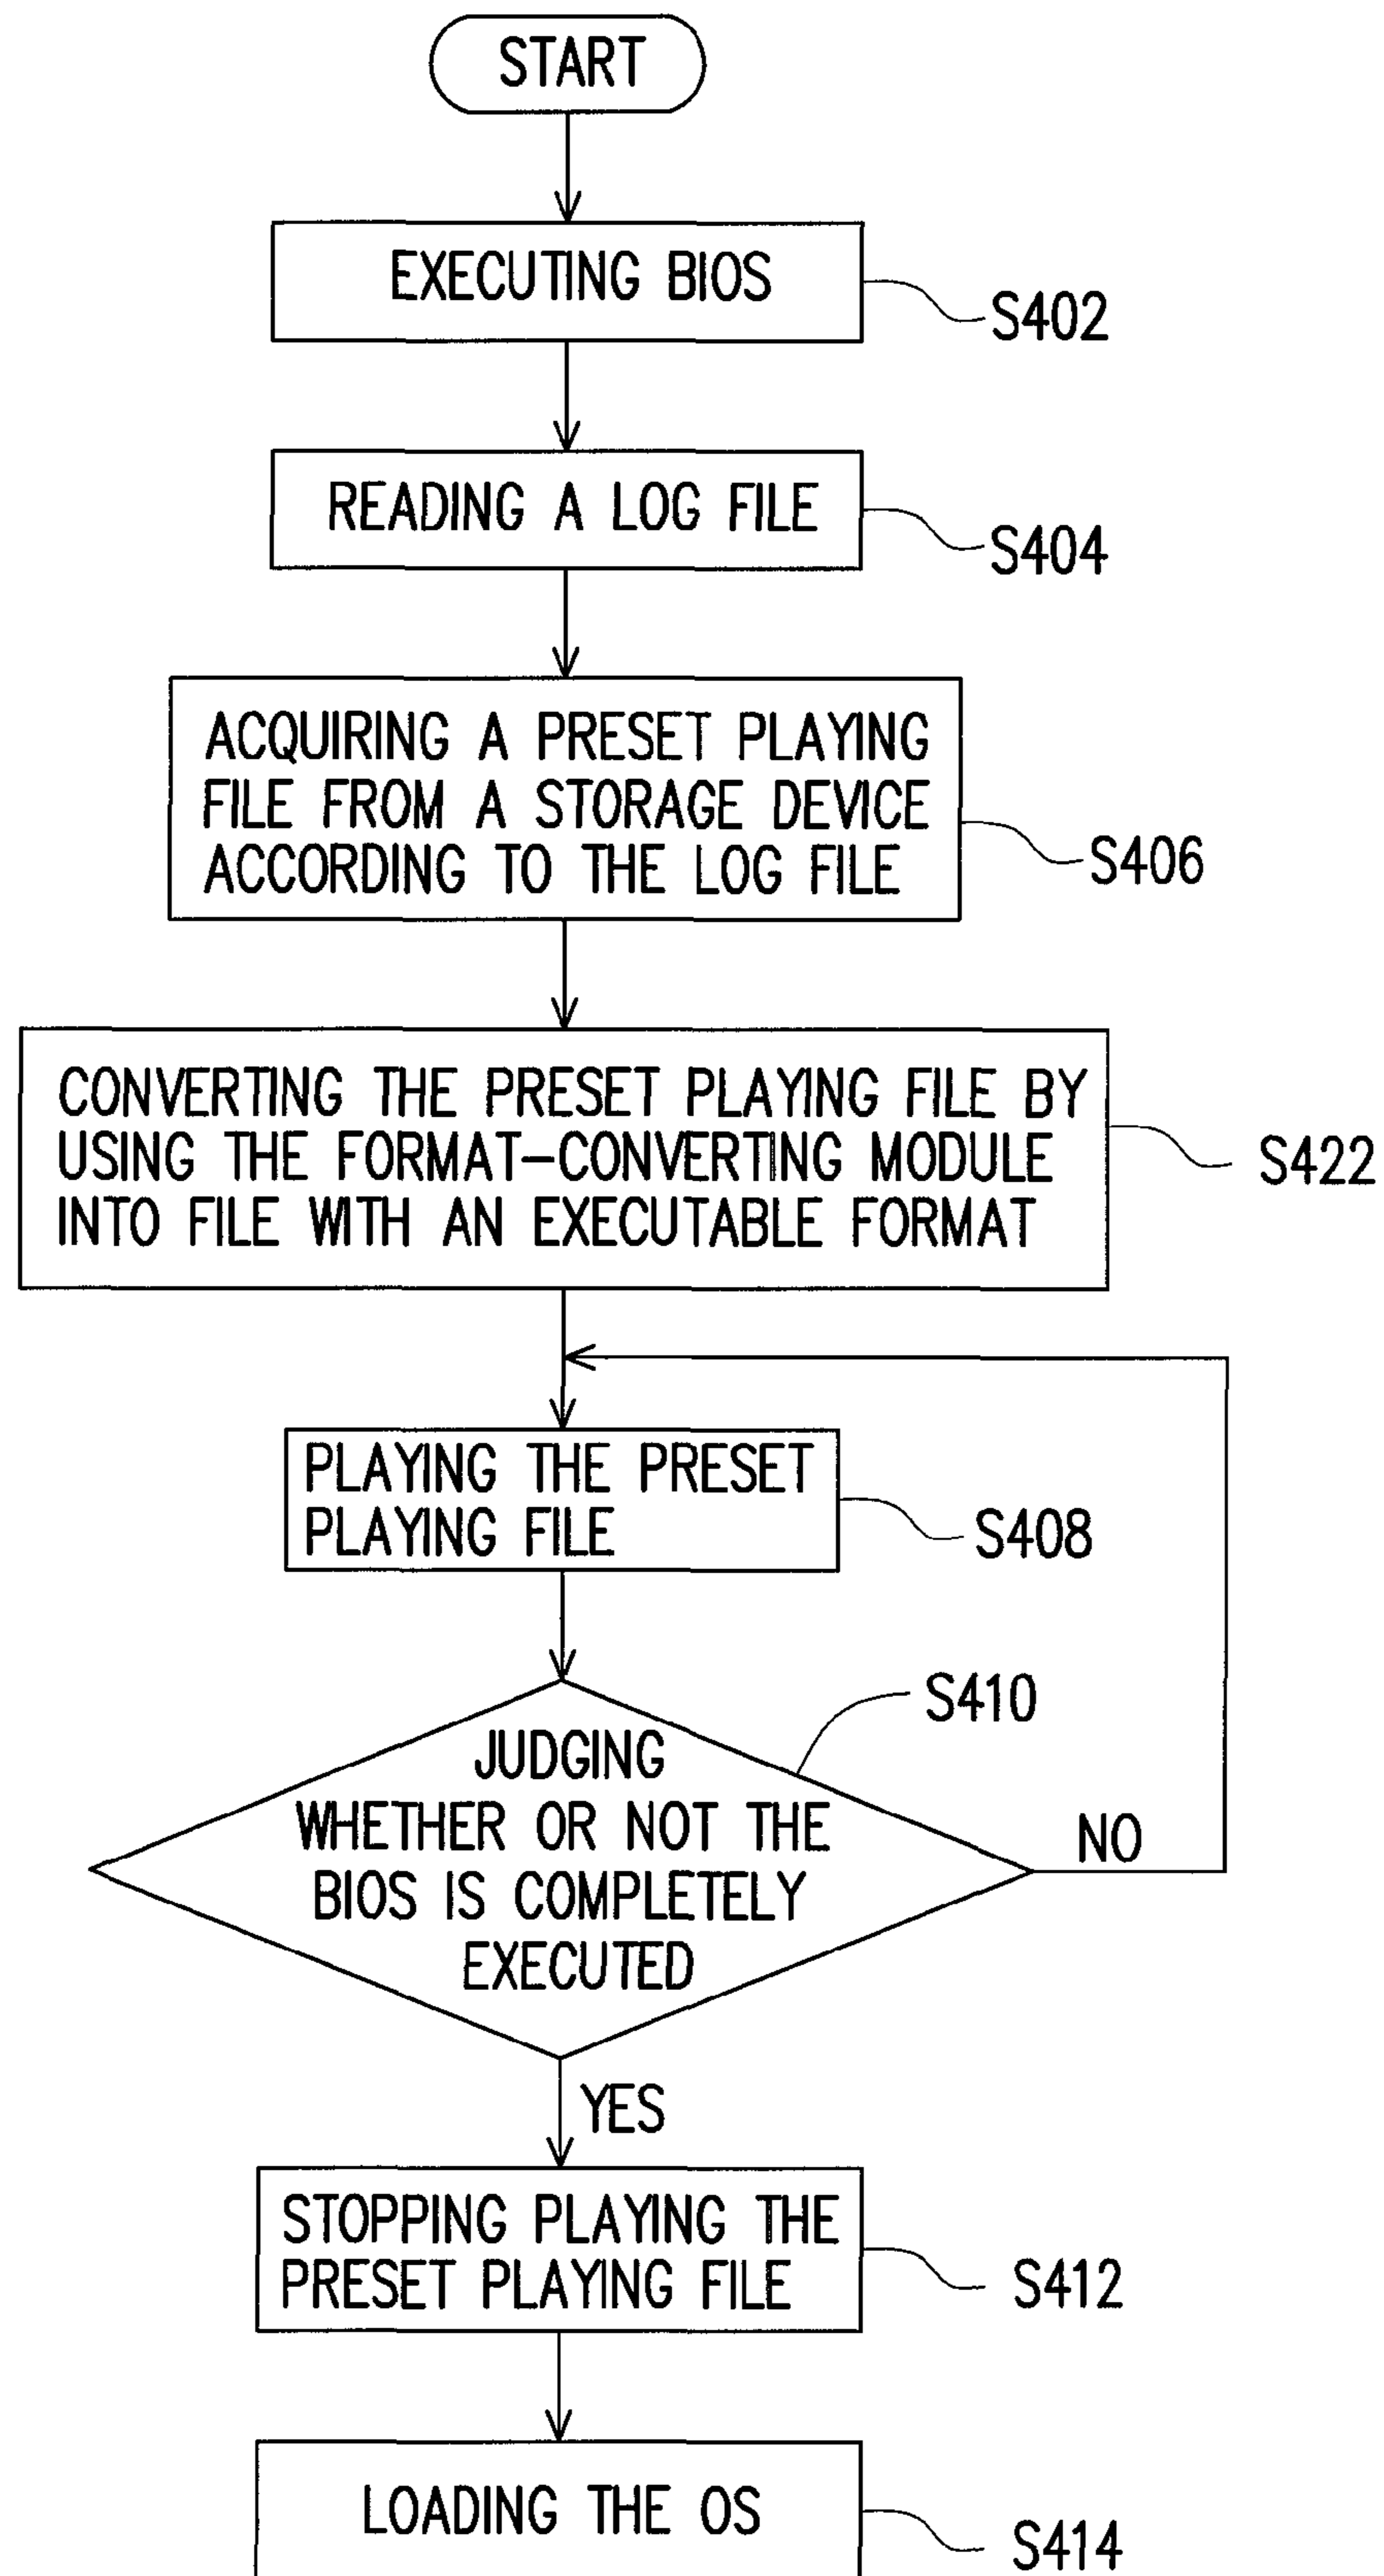 START
EXECUTING BIOS
S402
READING A LOG FILE
S404
ACQUIRING A PRESET PLAYING
FILE FROM A STORAGE DEVICE
ACCORDING TO THE LOG FILE
S406
CONVERTING THE PRESET PLAYING FILE BY
USING THE FORMAT-CONVERTING MODULE
INTO FILE WITH AN EXECUTABLE FORMAT
S422
PLAYING THE PRESET
PLAYING FILE
S408
S410
JUDGING
WHETHER OR NOT THE
BIOS IS COMPLETELY
EXECUTED
NO
YES
STOPPING PLAYING THE
PRESET PLAYING FILE
S412
LOADING THE OS
S414